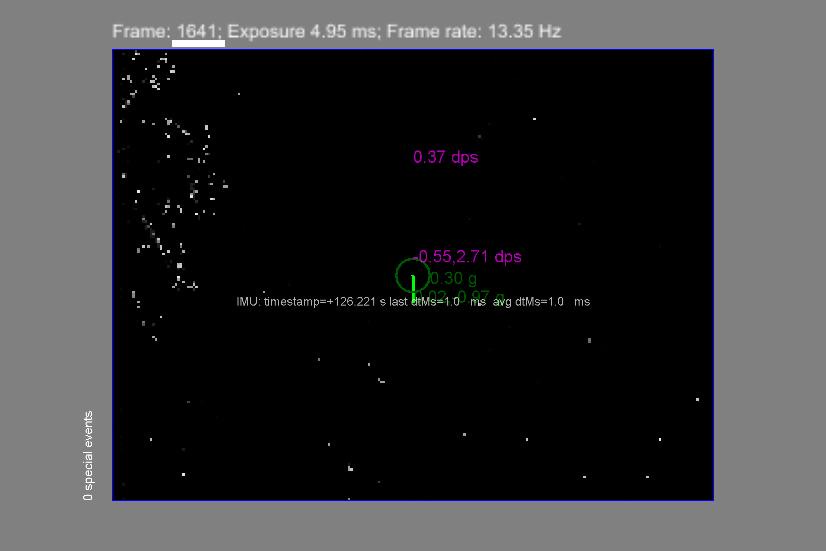 Frame: 1641; Exposure 4.95 ms; Frame rate: 13.35 Hz
0.37 dps
-0.55,2.71 dps
0.30 g
0.97 g
IMU: timestamp=+126.221 s last dtMs=1.0 ms avg dtMs=1.0 ms
0 special events